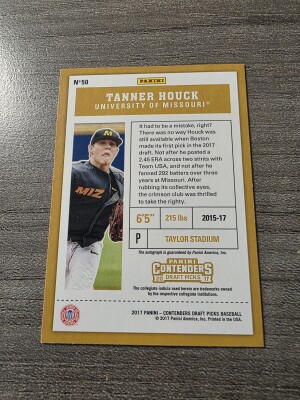 Nº50
PANINI
TANNER HOUCK
UNIVERSITY OF MISSOURI®
M
MIZ
It had to be a mistake, right?
There was no way Houck was
still available when Boston
made its first pick in the 2017
draft. Not after he posted a
2.45 ERA across two stints with
Team USA, and not after he
fanned 292 batters over three
years at Missouri. After
rubbing its collective eyes,
the crimson club was thrilled
to take the righty.
6'5" 215 lbs 2015-17
P TAYLOR STADIUM
The autograph is guaranteed by Panini America, Inc.
PANINI
CONTENDERS
20 DRAFT PICKS 17
The collegiate indicia used herein are trademarks owned
by the respective collegiate institutions.
2017 PANINI – CONTENDERS DRAFT PICKS BASEBALL
© 2017 Panini America, Inc. Printed in the USA.